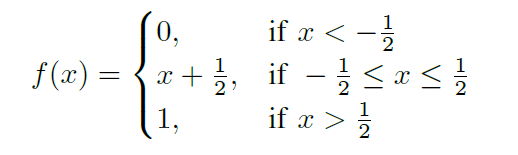 0, if x < −1/2
f(x) = { x + 1/2, if − 1/2 ≤ x ≤ 1/2
1, if x > 1/2